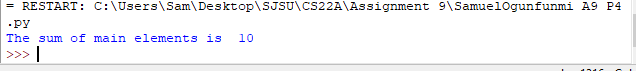 = RESTART: C:\Users\Sam\Desktop\SJSU\CS22A\Assignment 9\SamuelOgunfunmi A9 P4
.py
The sum of main elements is  10
>>>